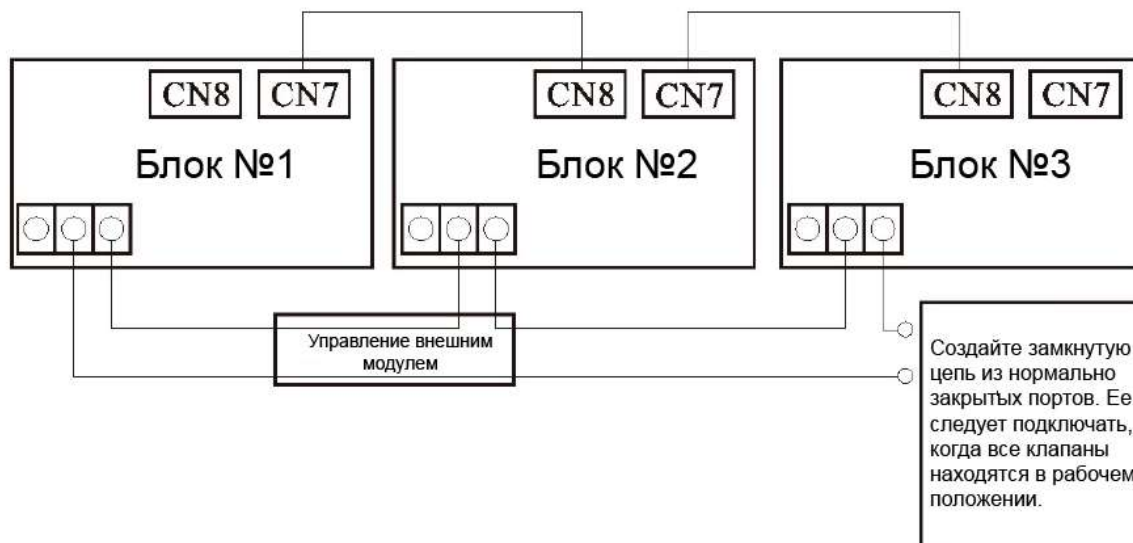 CN8 CN7
CN8 CN7
CN8 CN7
Блок №1
Блок №2
Блок №3
Управление внешним
модулем
Создайте замкнутую
цепь из нормально
закрытых портов. Ее
следует подключать,
когда все клапаны
находятся в рабочем
положении.